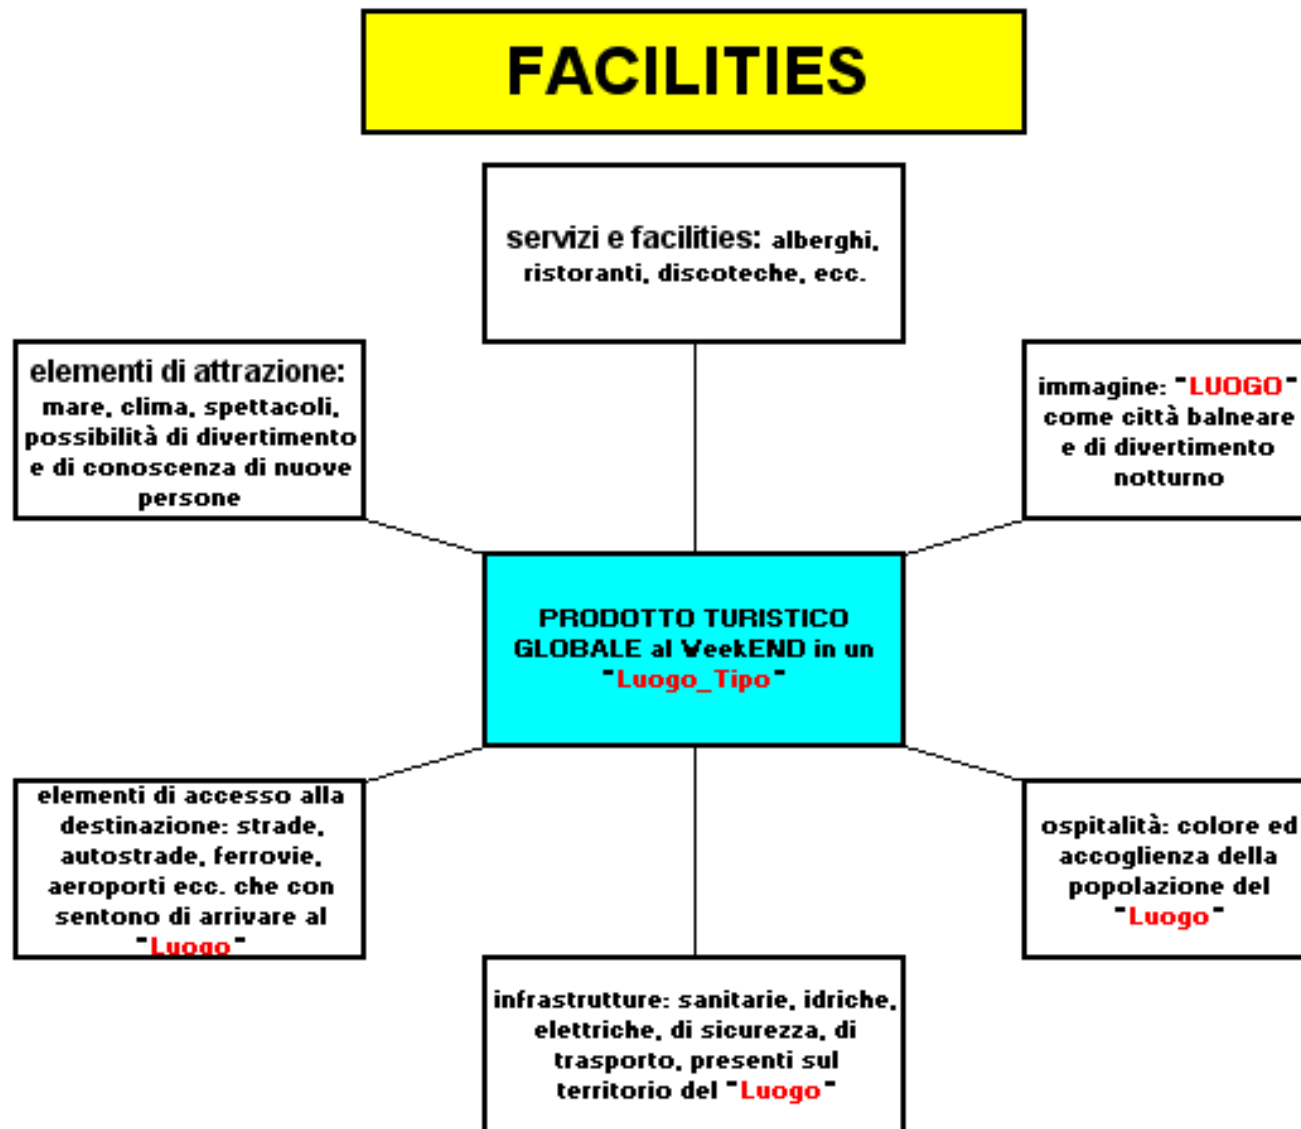 FACILITIES
servizi e facilities: alberghi,
ristoranti, discoteche, ecc.
elementi di attrazione:
mare, clima, spettacoli,
possibilità di divertimento
e di conoscenza di nuove
persone
immagine: "LUOGO"
come città balneare
e di divertimento
notturno
PRODOTTO TURISTICO
GLOBALE al WeekEND in un
"Luogo_Tipo"
elementi di accesso alla
destinazione: strade,
autostrade, ferrovie,
aeroporti ecc. che con
sentono di arrivare al
"Luogo"
ospitalità: colore ed
accoglienza della
popolazione del
"Luogo"
infrastrutture: sanitarie, idriche,
elettriche, di sicurezza, di
trasporto, presenti sul
territorio del "Luogo"